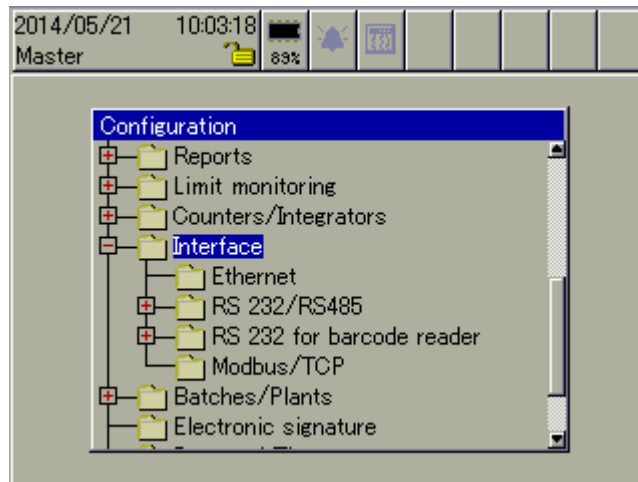 2014/05/21 10:03:18
Master
89%
Configuration
Reports
Limit monitoring
Counters/Integrators
Interface
Ethernet
RS 232/RS485
RS 232 for barcode reader
Modbus/TCP
Batches/Plants
Electronic signature